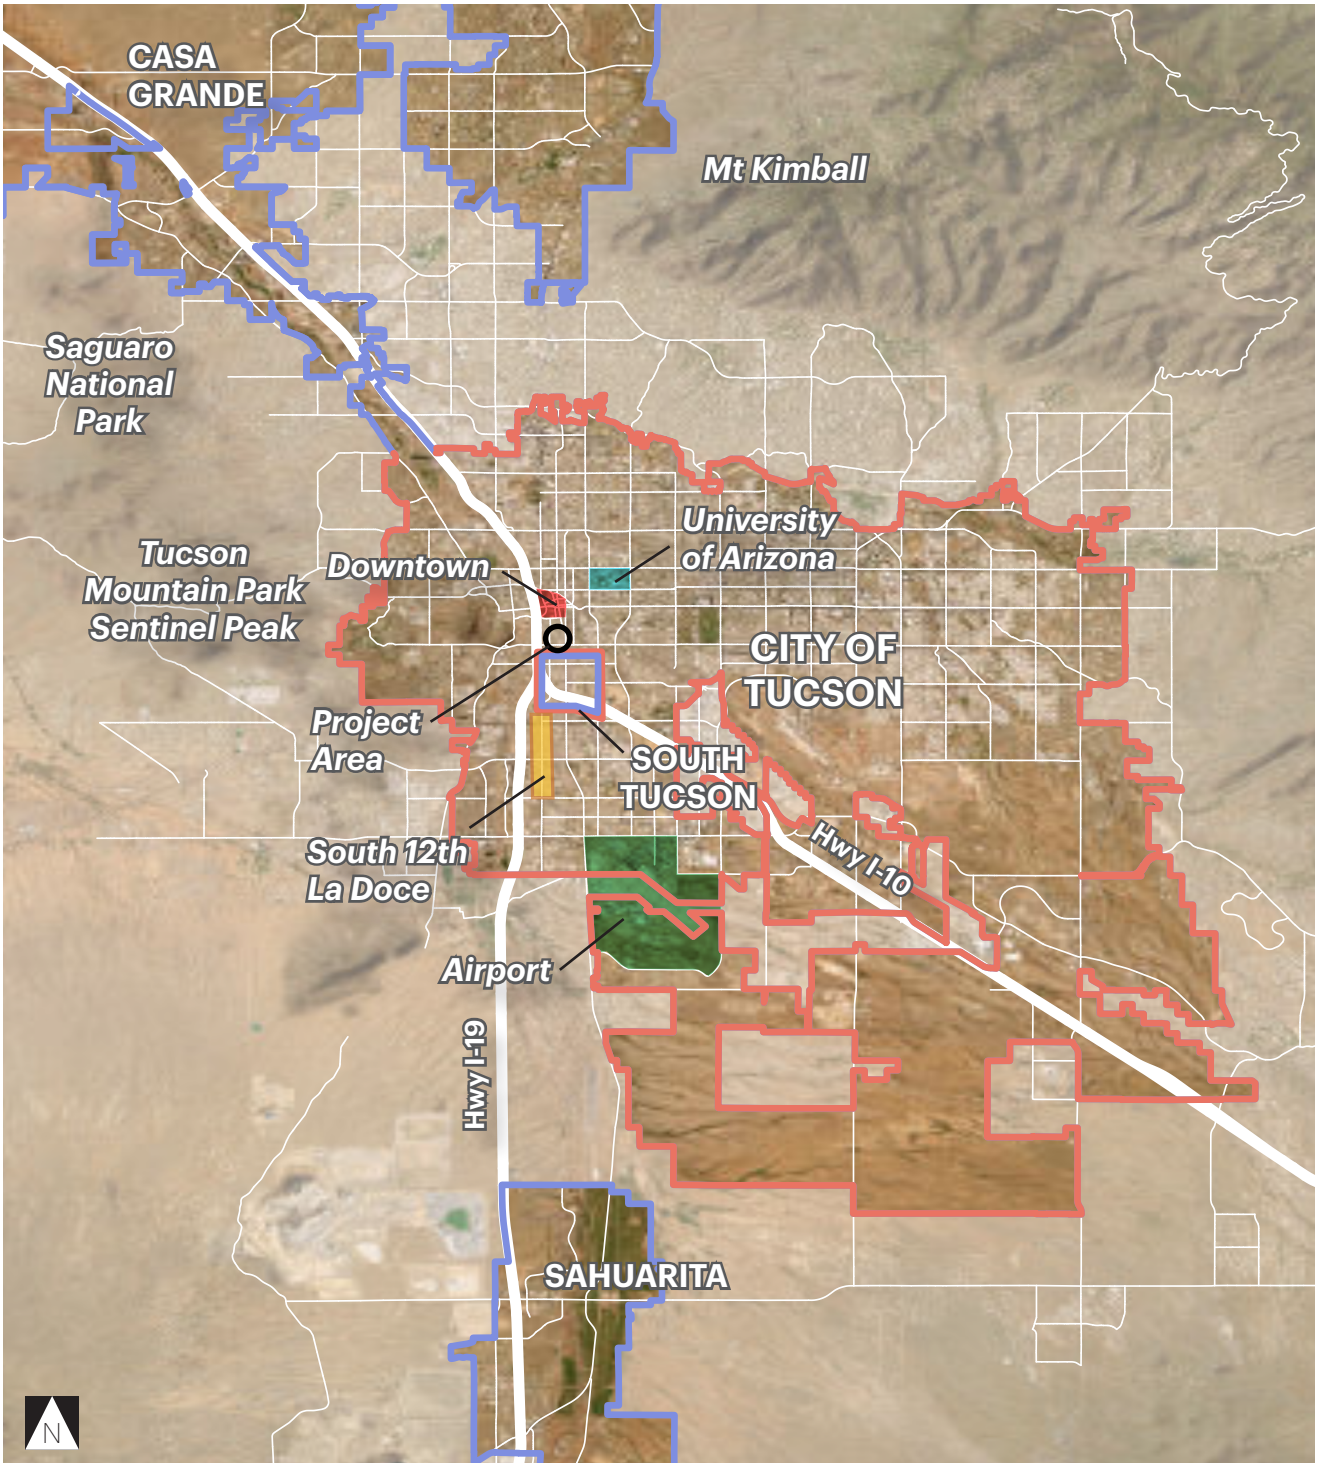 CASA
GRANDE
Mt Kimball
Saguaro
National
Park
University
of Arizona
Tucson
Mountain Park
Sentinel Peak
Downtown
CITY OF
TUCSON
Project
Area
SOUTH
TUCSON
South 12th
La Doce
Hwy I-10
Airport
Hwy I-19
SAHUARITA
N